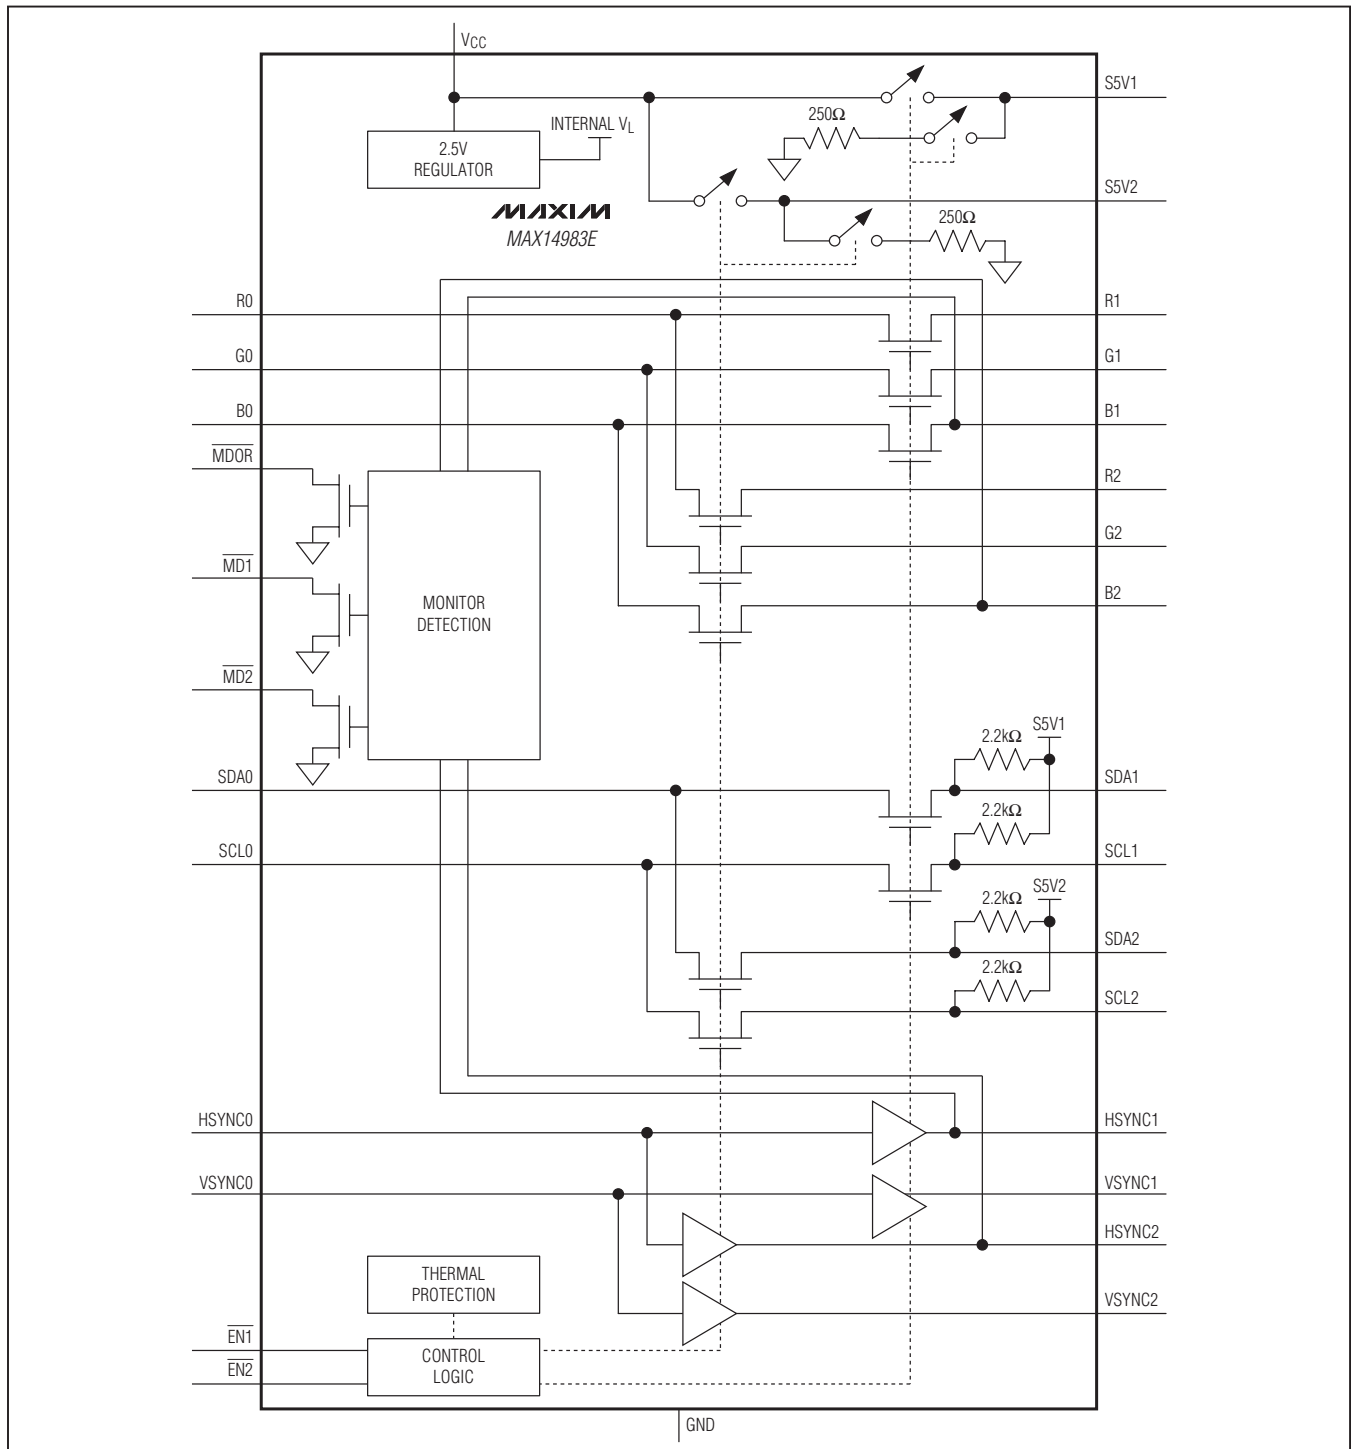 VCC
S5V1
250Ω
INTERNAL VL
2.5V
REGULATOR
S5V2
MAXIM
MAX14983E
250Ω
R0
R1
G0
G1
B0
B1
MDOR
R2
G2
MD1
B2
MONITOR
DETECTION
MD2
S5V1
2.2kΩ
SDA0
SDA1
2.2kΩ
SCL0
SCL1
S5V2
2.2kΩ
SDA2
2.2kΩ
SCL2
HSYNC0
HSYNC1
VSYNC0
VSYNC1
HSYNC2
THERMAL
PROTECTION
VSYNC2
EN1
CONTROL
LOGIC
EN2
GND